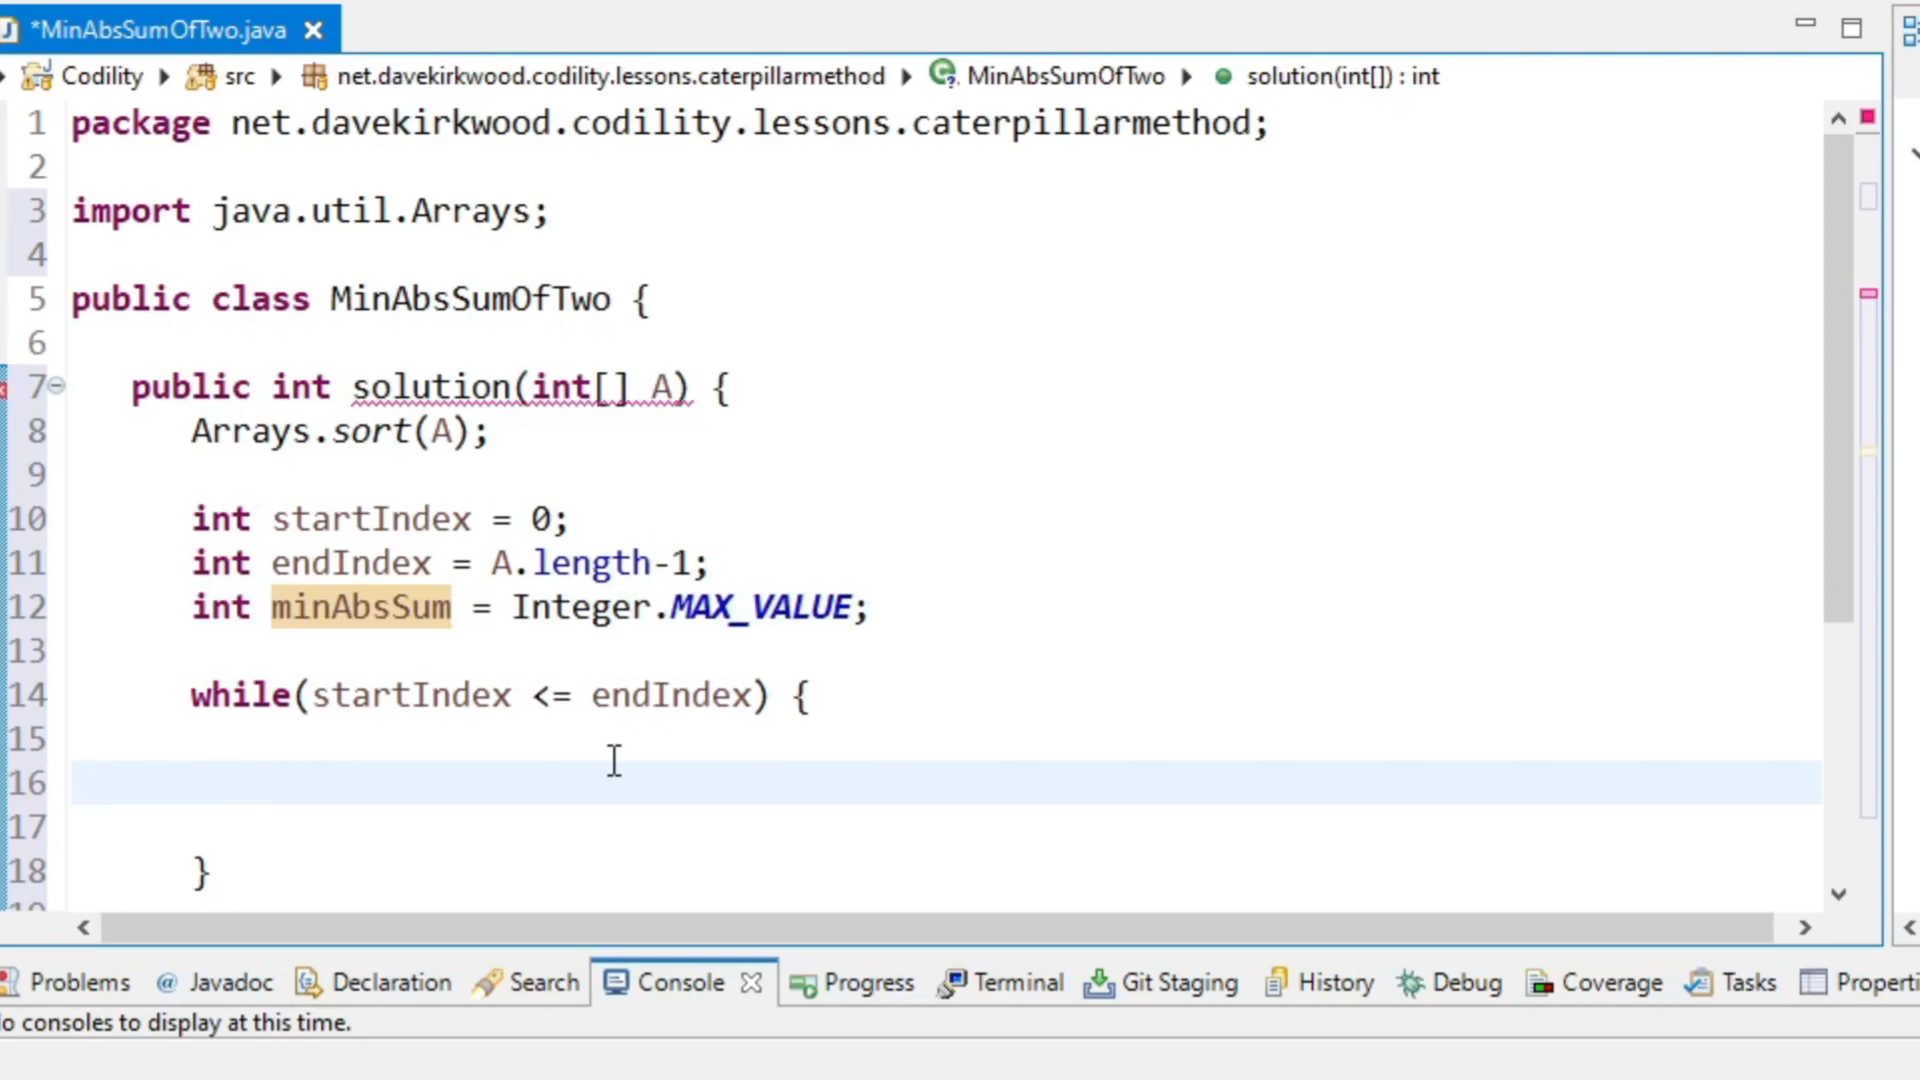 *MinAbsSumOfTwo.java
Codility src net.davekirkwood.codility.lessons.caterpillarmethod MinAbsSumOfTwo solution(int[]) : int
1 package net.davekirkwood.codility.lessons.caterpillarmethod;
2
3 import java.util.Arrays;
4
5 public class MinAbsSumOfTwo {
6
7 public int solution(int[] A) {
8 Arrays.sort(A);
9
10 int startIndex = 0;
11 int endIndex = A.length-1;
12 int minAbsSum = Integer.MAX_VALUE;
13
14 while(startIndex <= endIndex) {
15
16
17
18 }
Problems @ Javadoc Declaration Search Console Progress Terminal Git Staging History Debug Coverage Tasks Properti
o consoles to display at this time.